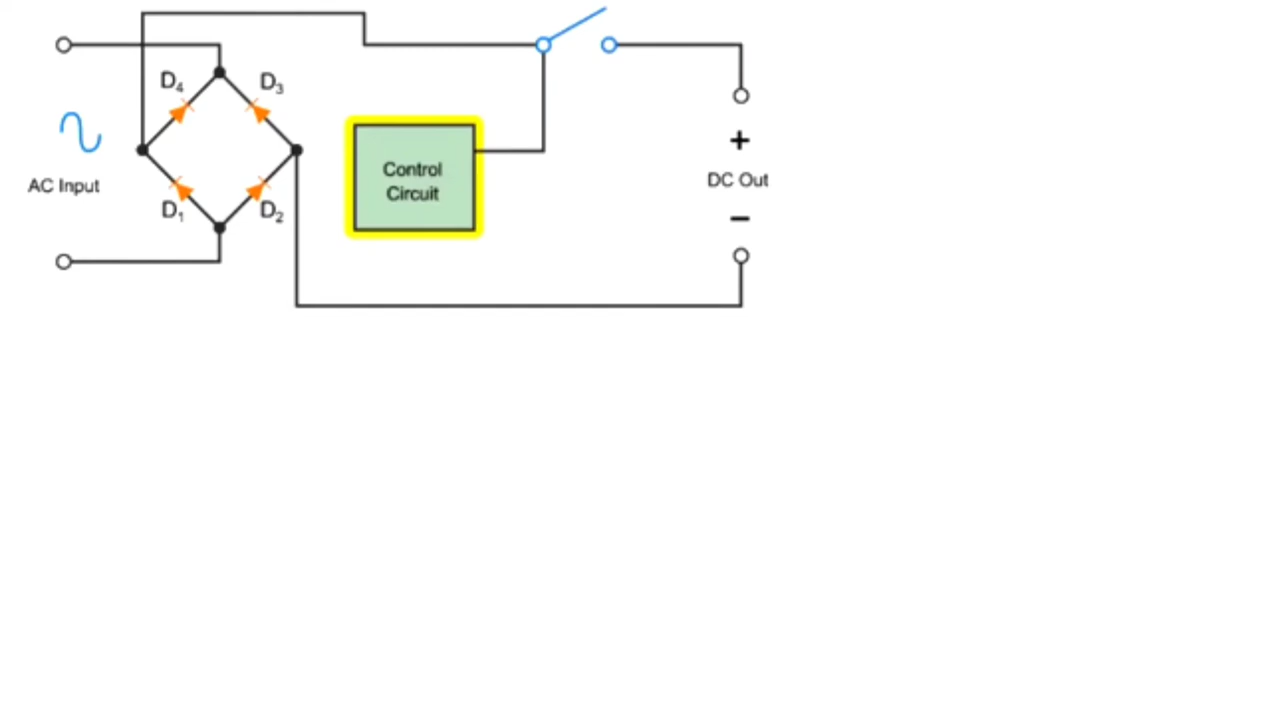 D4
D3
AC Input
Control
Circuit
+
DC Out
−
D1
D2